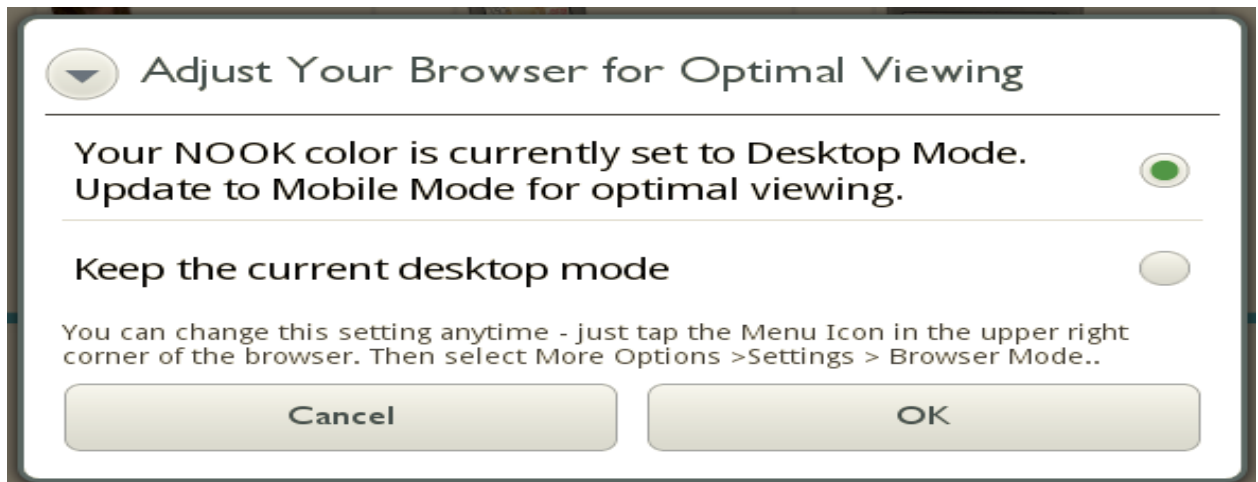 Adjust Your Browser for Optimal Viewing
Your NOOK color is currently set to Desktop Mode.
Update to Mobile Mode for optimal viewing.
Keep the current desktop mode
You can change this setting anytime - just tap the Menu Icon in the upper right
corner of the browser. Then select More Options >Settings > Browser Mode..
Cancel
OK